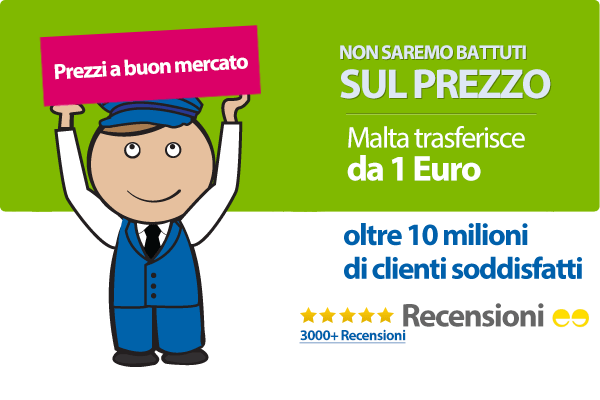 Prezzi a buon mercato
NON SAREMO BATTUTI
SUL PREZZO
Malta trasferisce
da 1 Euro
oltre 10 milioni
di clienti soddisfatti
Recensioni
3000+ Recensioni